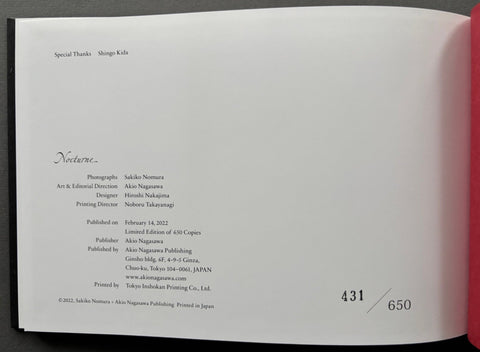 Special Thanks Shingo Kida
Nocturne
Photographs Sakiko Nomura
Art & Editorial Direction Akio Nagasawa
Designer Hiroshi Nakajima
Printing Director Noboru Takayanagi
Published on February 14, 2022
Limited Edition of 650 Copies
Publisher Akio Nagasawa
Published by Akio Nagasawa Publishing
Ginsho bldg. 6F, 4-9-5 Ginza,
Chuo-ku, Tokyo 104-0061, JAPAN
www.akionagasawa.com
Printed by Tokyo Inshokan Printing Co., Ltd.
©2022, Sakiko Nomura + Akio Nagasawa Publishing Printed in Japan
431 / 650